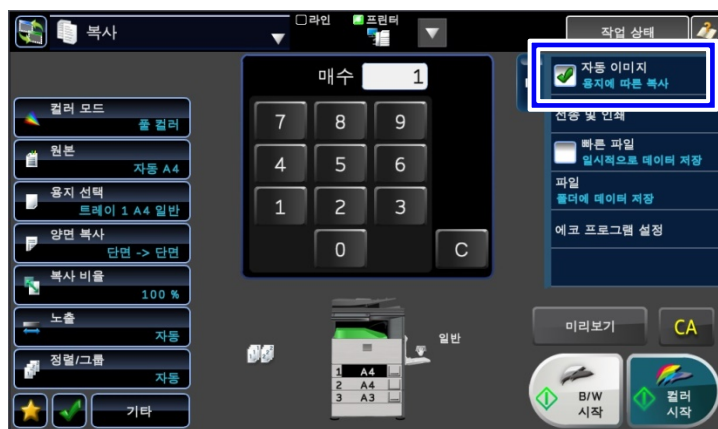 복사
라인
프린터
작업 상태
매수 1
자동 이미지
용지에 따른 복사
전송 및 인쇄
빠른 파일
일시적으로 데이터 저장
파일
폴더에 데이터 저장
에코 프로그램 설정
컬러 모드
풀 컬러
원본
자동 A4
용지 선택
트레이 1 A4 일반
양면 복사
단면 -> 단면
복사 비율
100 %
노출
자동
정렬/그룹
자동
기타
7 8 9
4 5 6
1 2 3
0 C
일반
1 A4
2 A4
3 A3
미리보기
CA
B/W
시작
컬러
시작